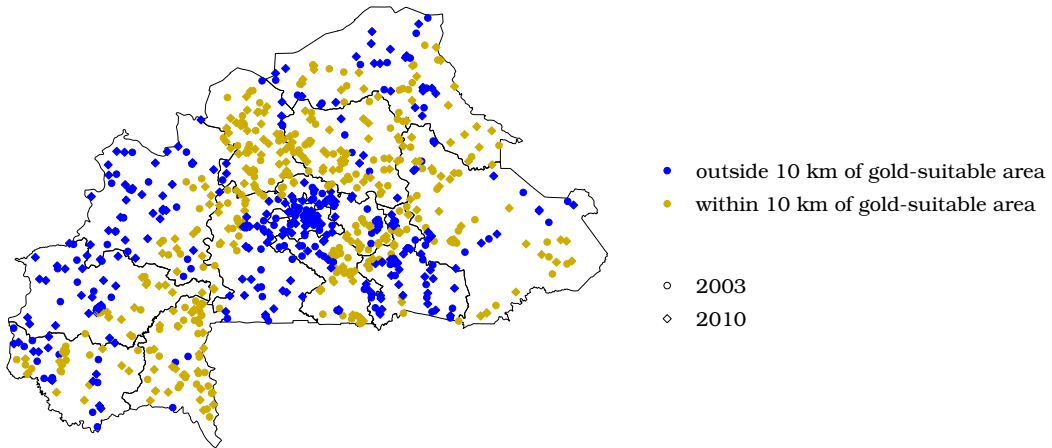 outside 10 km of gold-suitable area
within 10 km of gold-suitable area
2003
2010